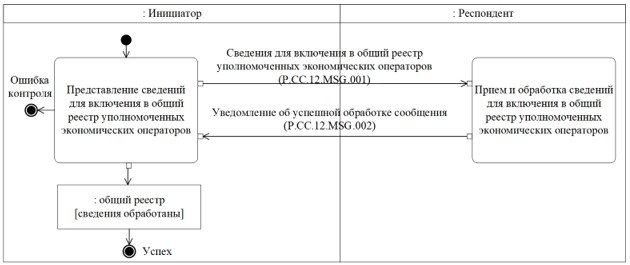 : Инициатор
: Респондент
Ошибка
контроля
Представление сведений
для включения в общий
реестр уполномоченных
экономических операторов
Сведения для включения в общий реестр
уполномоченных экономических операторов
(P.CC.12.MSG.001)
Уведомление об успешной обработке сообщения
(P.CC.12.MSG.002)
Прием и обработка сведений
для включения в общий
реестр уполномоченных
экономических операторов
: общий реестр
[сведения обработаны]
Успех